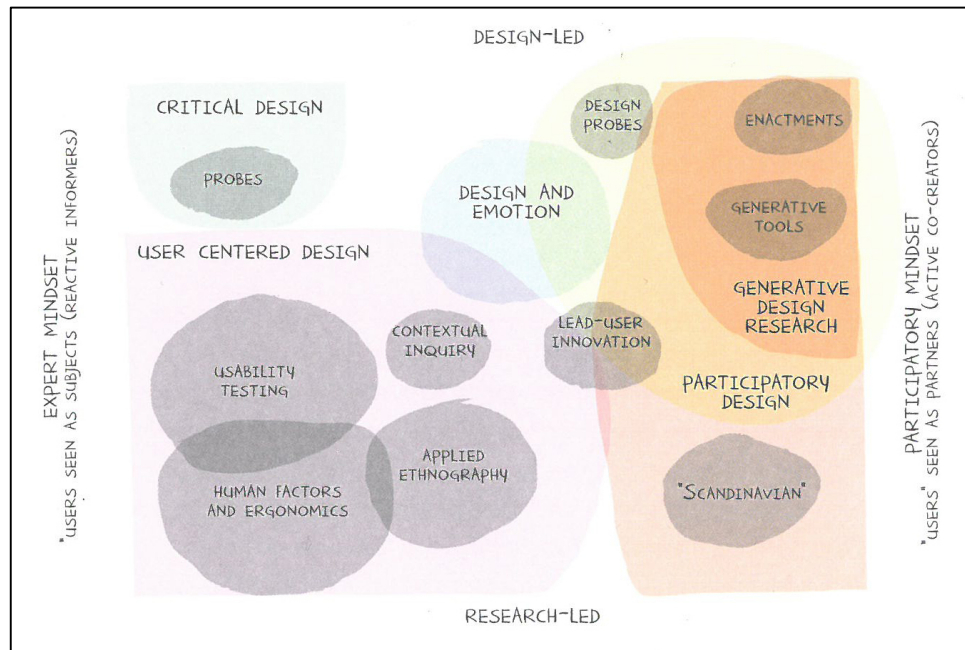 DESIGN-LED
CRITICAL DESIGN
PROBES
DESIGN
PROBES
ENACTMENTS
DESIGN AND
EMOTION
GENERATIVE
TOOLS
USER CENTERED DESIGN
GENERATIVE
DESIGN
RESEARCH
CONTEXTUAL
INQUIRY
LEAD-USER
INNOVATION
USABILITY
TESTING
PARTICIPATORY
DESIGN
APPLIED
ETHNOGRAPHY
HUMAN FACTORS
AND ERGONOMICS
"SCANDINAVIAN"
RESEARCH-LED
EXPERT MINDSET
"USERS SEEN AS SUBJECTS (REACTIVE INFORMERS)
PARTICIPATORY MINDSET
"USERS" SEEN AS PARTNERS (ACTIVE CO-CREATORS)